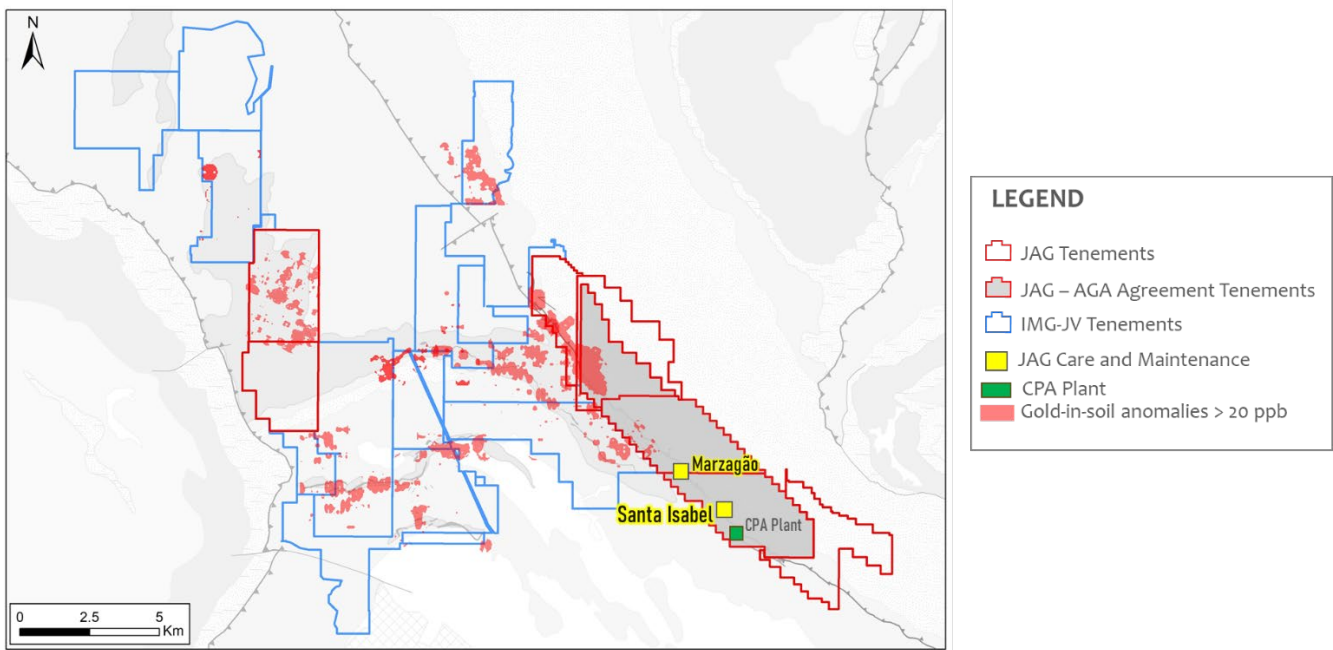 N
Marzagão
Santa Isabel
CPA Plant
0 2.5 5
Km
LEGEND
JAG Tenements
JAG – AGA Agreement Tenements
IMG-JV Tenements
JAG Care and Maintenance
CPA Plant
Gold-in-soil anomalies > 20 ppb